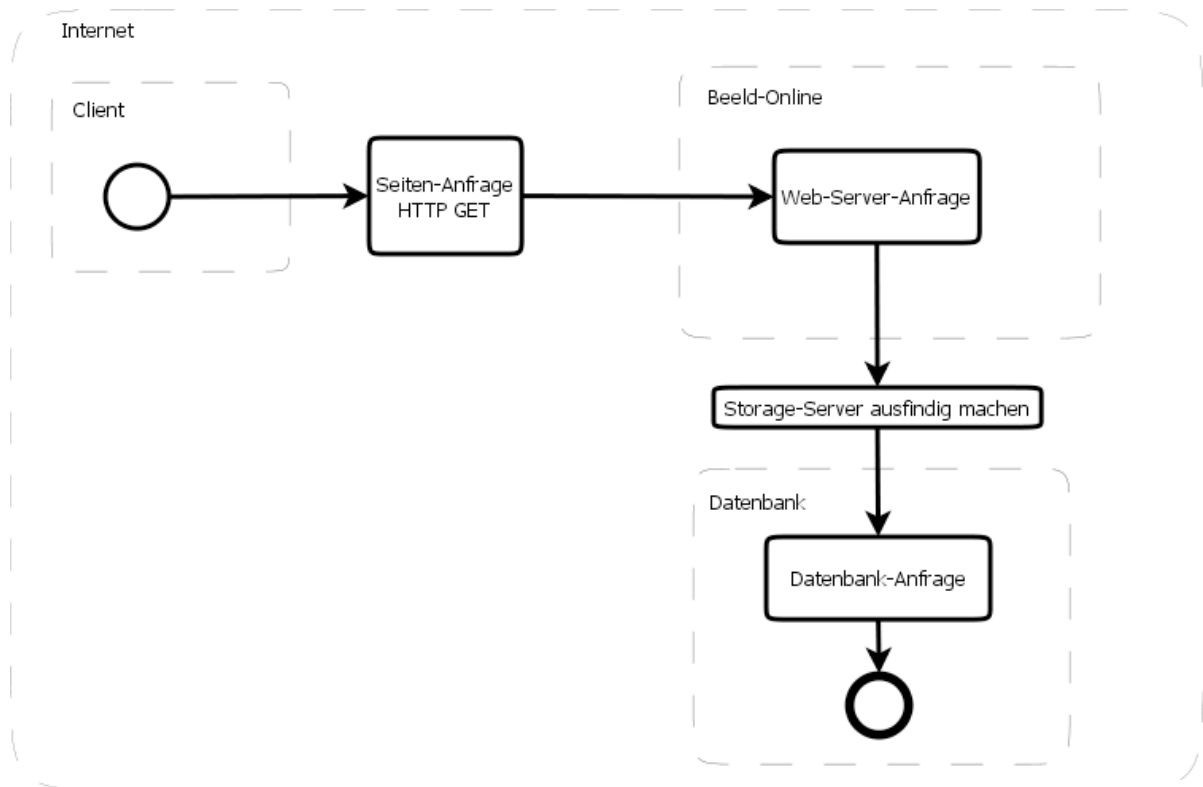 Internet
Client
Beeld-Online
Seiten-Anfrage
HTTP GET
Web-Server-Anfrage
Storage-Server ausfindig machen
Datenbank
Datenbank-Anfrage